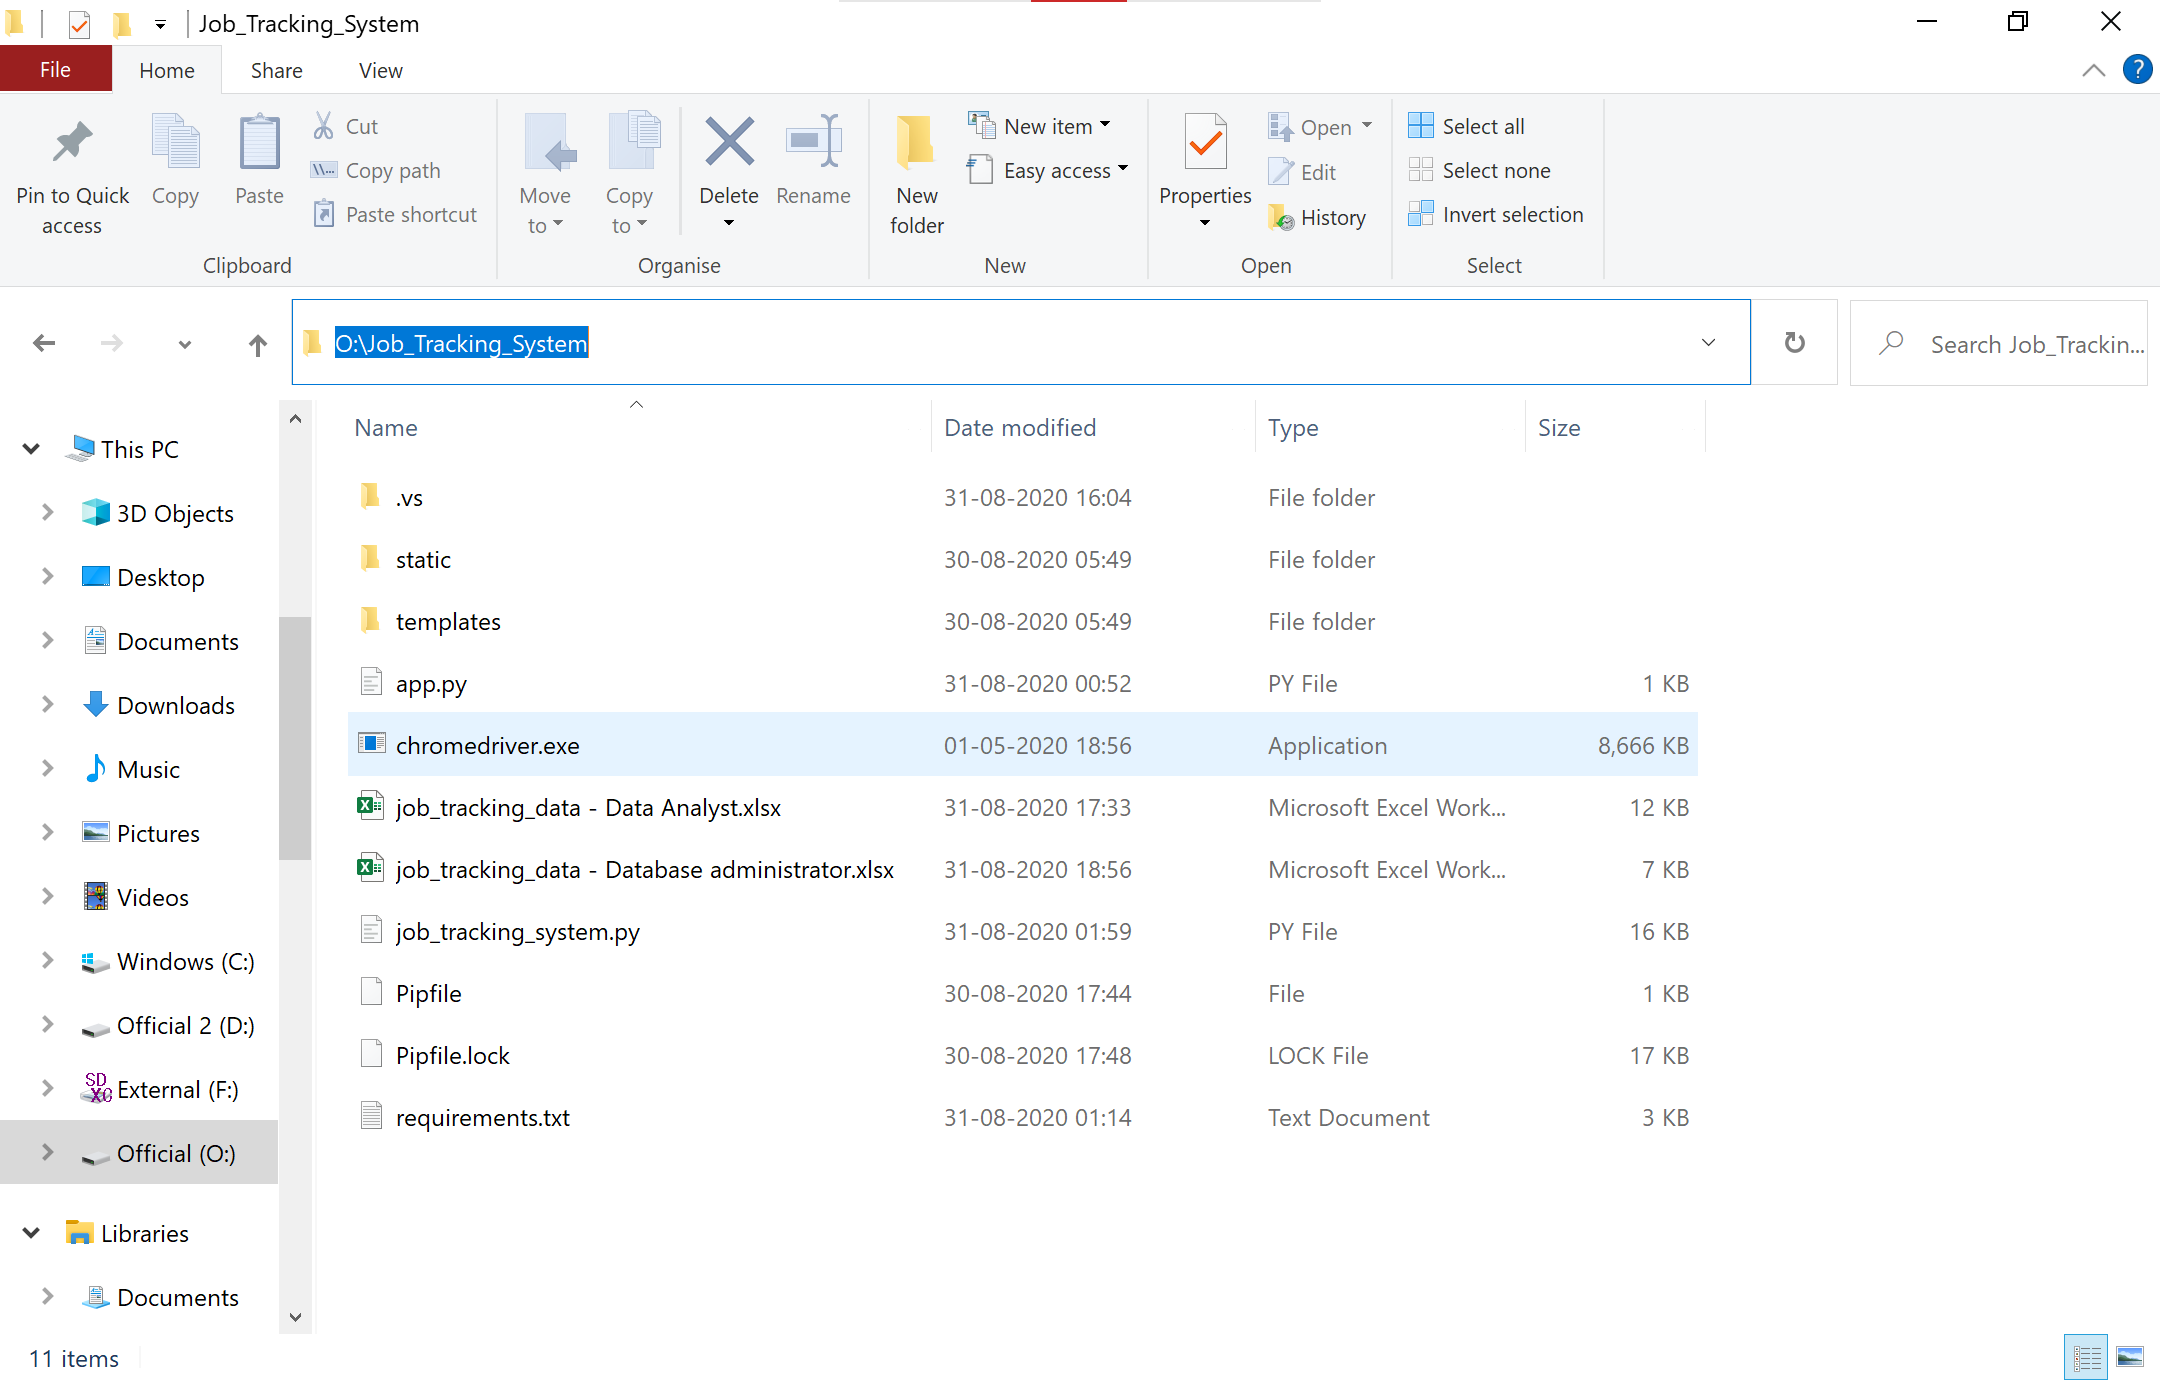 Job_Tracking_System
File Home Share View
?
Pin to Quick access
Copy
Paste
Cut
Copy path
Paste shortcut
Clipboard
Move to
Copy to
Delete
Rename
Organise
New folder
New item
Easy access
New
Properties
Open
Edit
History
Open
Select all
Select none
Invert selection
Select
O:\Job_Tracking_System
Search Job_Trackin...
This PC
3D Objects
Desktop
Documents
Downloads
Music
Pictures
Videos
Windows (C:)
Official 2 (D:)
SD XC External (F:)
Official (O:)
Libraries
Documents
Name Date modified Type Size
.vs 31-08-2020 16:04 File folder
static 30-08-2020 05:49 File folder
templates 30-08-2020 05:49 File folder
app.py 31-08-2020 00:52 PY File 1 KB
chromedriver.exe 01-05-2020 18:56 Application 8,666 KB
job_tracking_data - Data Analyst.xlsx 31-08-2020 17:33 Microsoft Excel Work... 12 KB
job_tracking_data - Database administrator.xlsx 31-08-2020 18:56 Microsoft Excel Work... 7 KB
job_tracking_system.py 31-08-2020 01:59 PY File 16 KB
Pipfile 30-08-2020 17:44 File 1 KB
Pipfile.lock 30-08-2020 17:48 LOCK File 17 KB
requirements.txt 31-08-2020 01:14 Text Document 3 KB
11 items